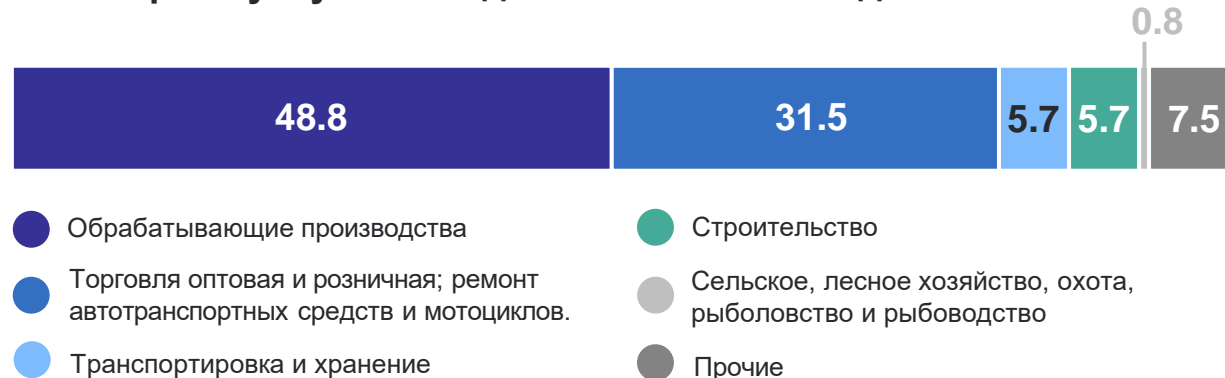 0.8
48.8 31.5 5.7 5.7 7.5
Обрабатывающие производства
Торговля оптовая и розничная; ремонт
автотранспортных средств и мотоциклов.
Транспортировка и хранение
Строительство
Сельское, лесное хозяйство, охота,
рыболовство и рыбоводство
Прочие